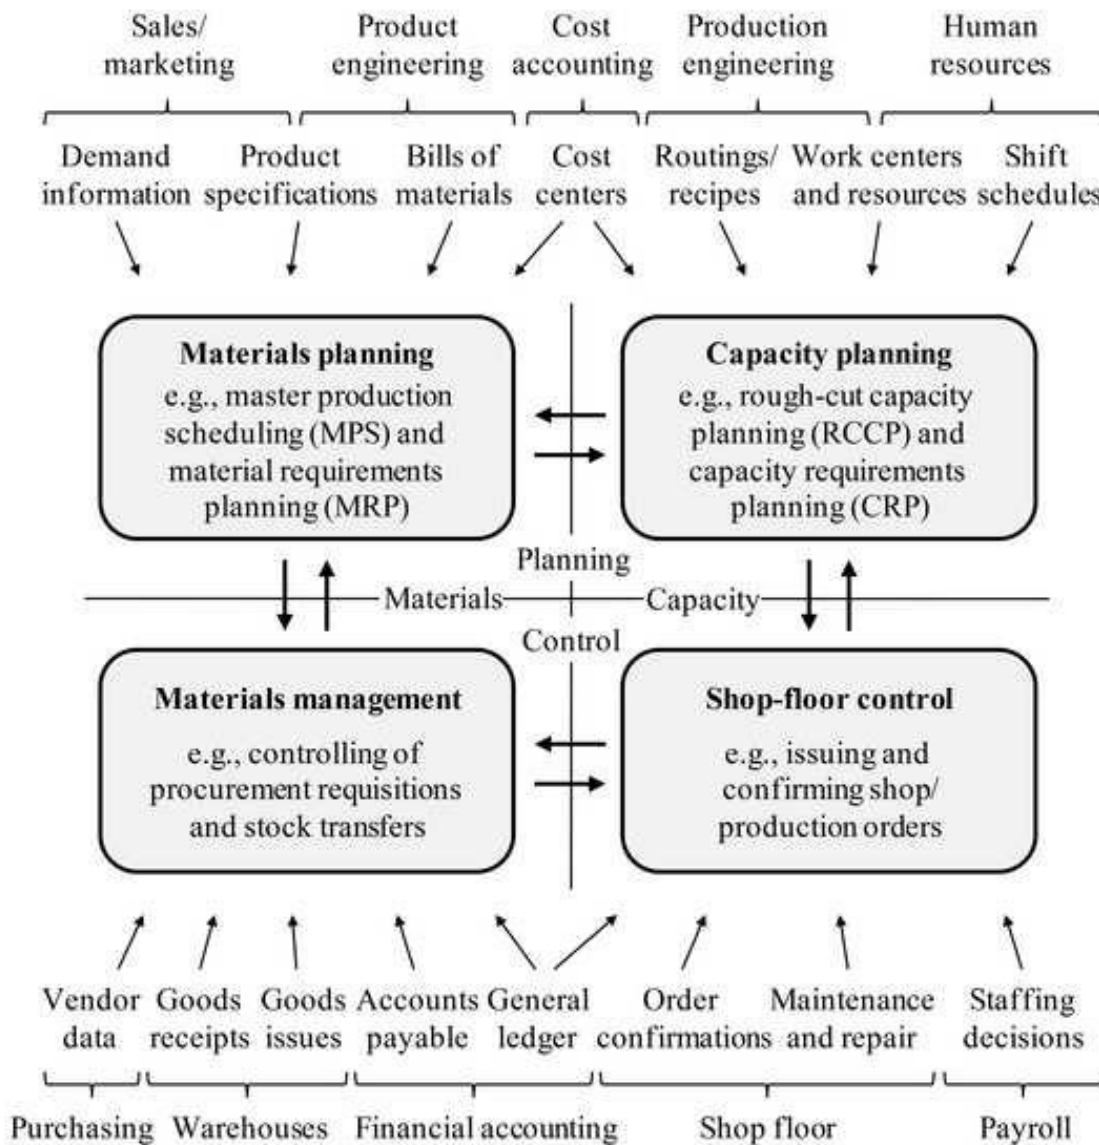 Sales/
marketing
Product
engineering
Cost
accounting
Production
engineering
Human
resources
Demand
information
Product
specifications
Bills of
materials
Cost
centers
Routings/
recipes
Work centers
and resources
Shift
schedules
Materials planning
e.g., master production
scheduling (MPS) and
material requirements
planning (MRP)
Capacity planning
e.g., rough-cut capacity
planning (RCCP) and
capacity requirements
planning (CRP)
Planning
Materials
Capacity
Control
Materials management
e.g., controlling of
procurement requisitions
and stock transfers
Shop-floor control
e.g., issuing and
confirming shop/
production orders
Vendor
data
Goods
receipts
Goods
issues
Accounts
payable
General
ledger
Order
confirmations
Maintenance
and repair
Staffing
decisions
Purchasing
Warehouses
Financial accounting
Shop floor
Payroll